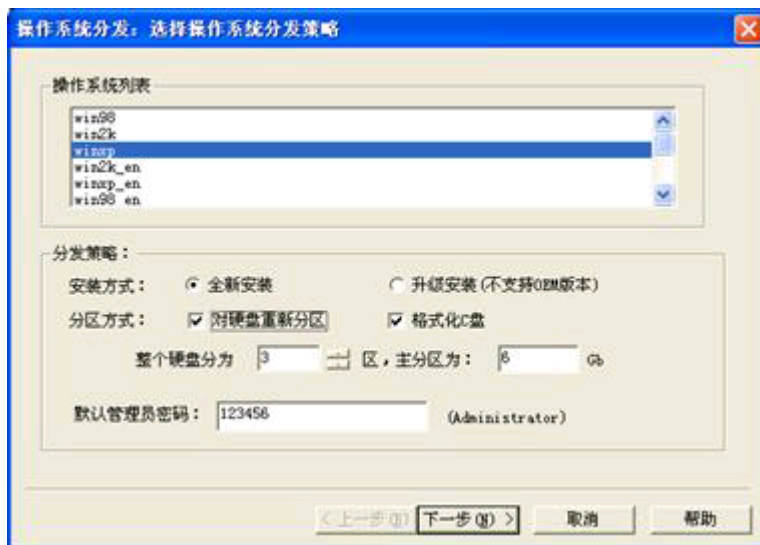 操作系统分发：选择操作系统分发策略
操作系统列表
win98
win2k
winxp
win2k_en
winxp_en
win98_en
分发策略：
安装方式： 全新安装 升级安装(不支持OEM版本)
分区方式： 对硬盘重新分区 格式化C盘
整个硬盘分为 3 区，主分区为： 6 Gb
默认管理员密码： 123456 (Administrator)
<上一步(B) 下一步(N) > 取消 帮助